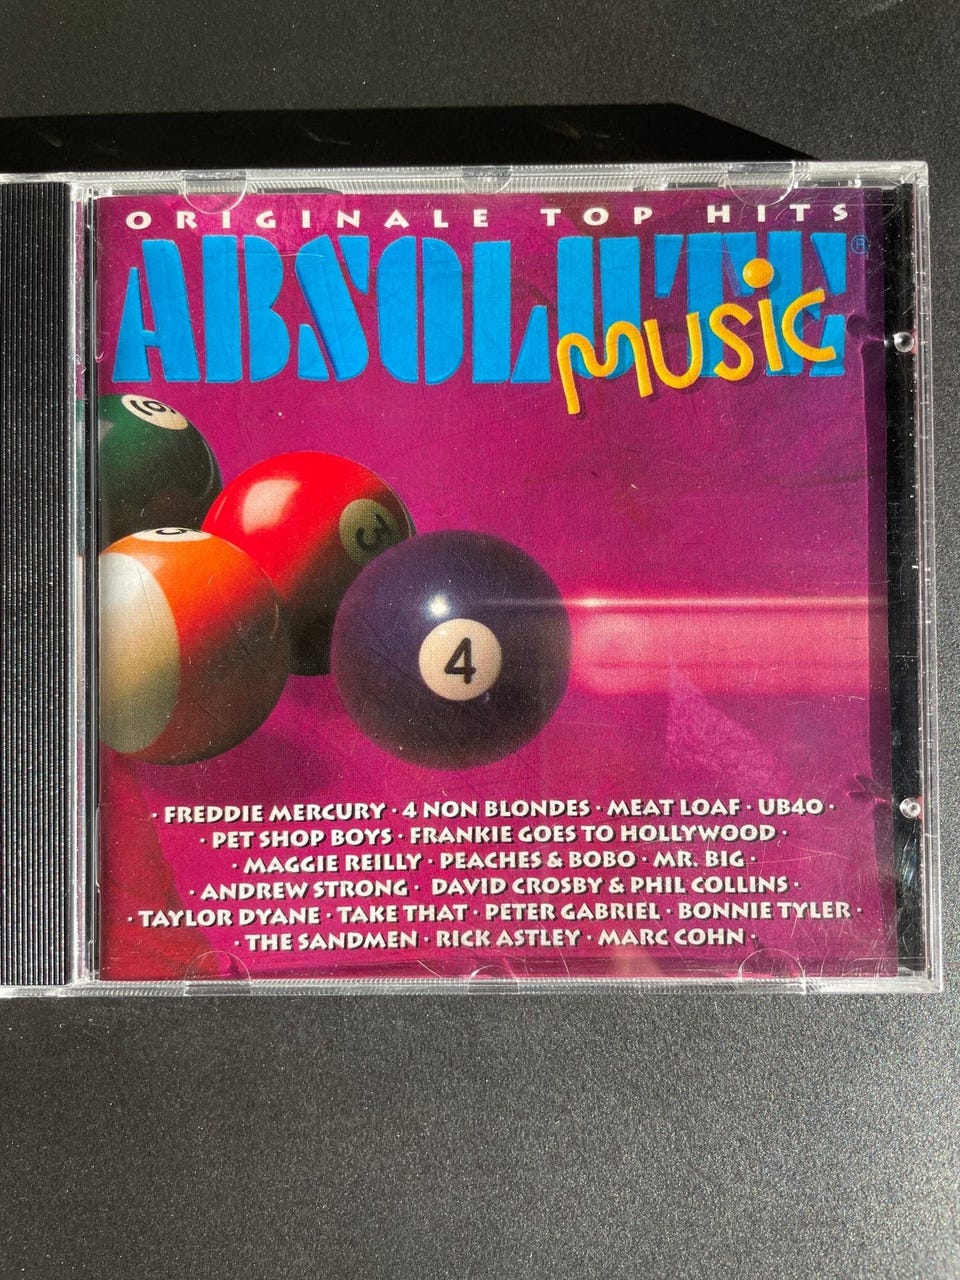 ORIGINALE TOP HITS
ABSOLUTE ®
MUSIC
6
3
4
· FREDDIE MERCURY · 4 NON BLONDES · MEAT LOAF · UB40 ·
· PET SHOP BOYS · FRANKIE GOES TO HOLLYWOOD ·
· MAGGIE REILLY · PEACHES & BOBO · MR. BIG ·
· ANDREW STRONG · DAVID CROSBY & PHIL COLLINS ·
· TAYLOR DYANE · TAKE THAT · PETER GABRIEL · BONNIE TYLER ·
· THE SANDMEN · RICK ASTLEY · MARC COHN ·